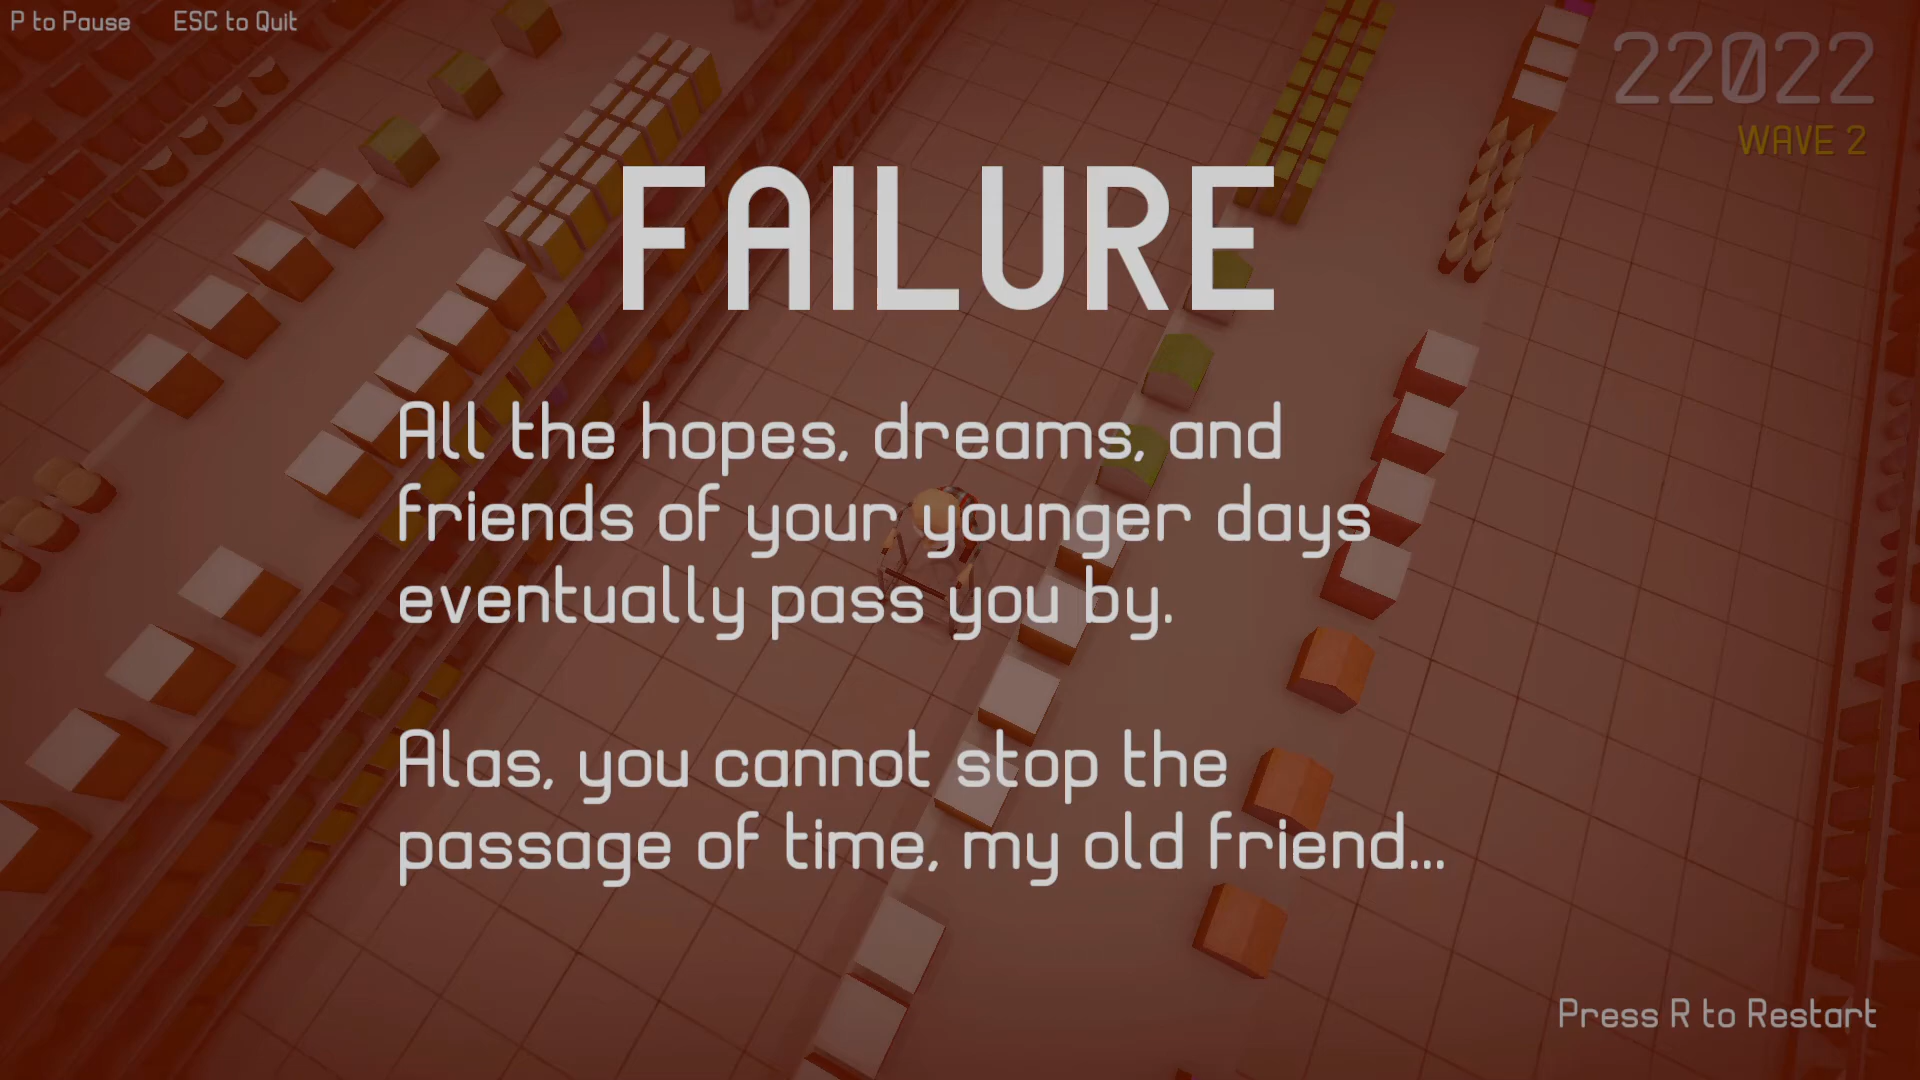 P to Pause ESC to Quit
22022
WAVE 2
FAILURE
All the hopes, dreams, and
friends of your younger days
eventually pass you by.
Alas, you cannot stop the
passage of time, my old friend...
Press R to Restart